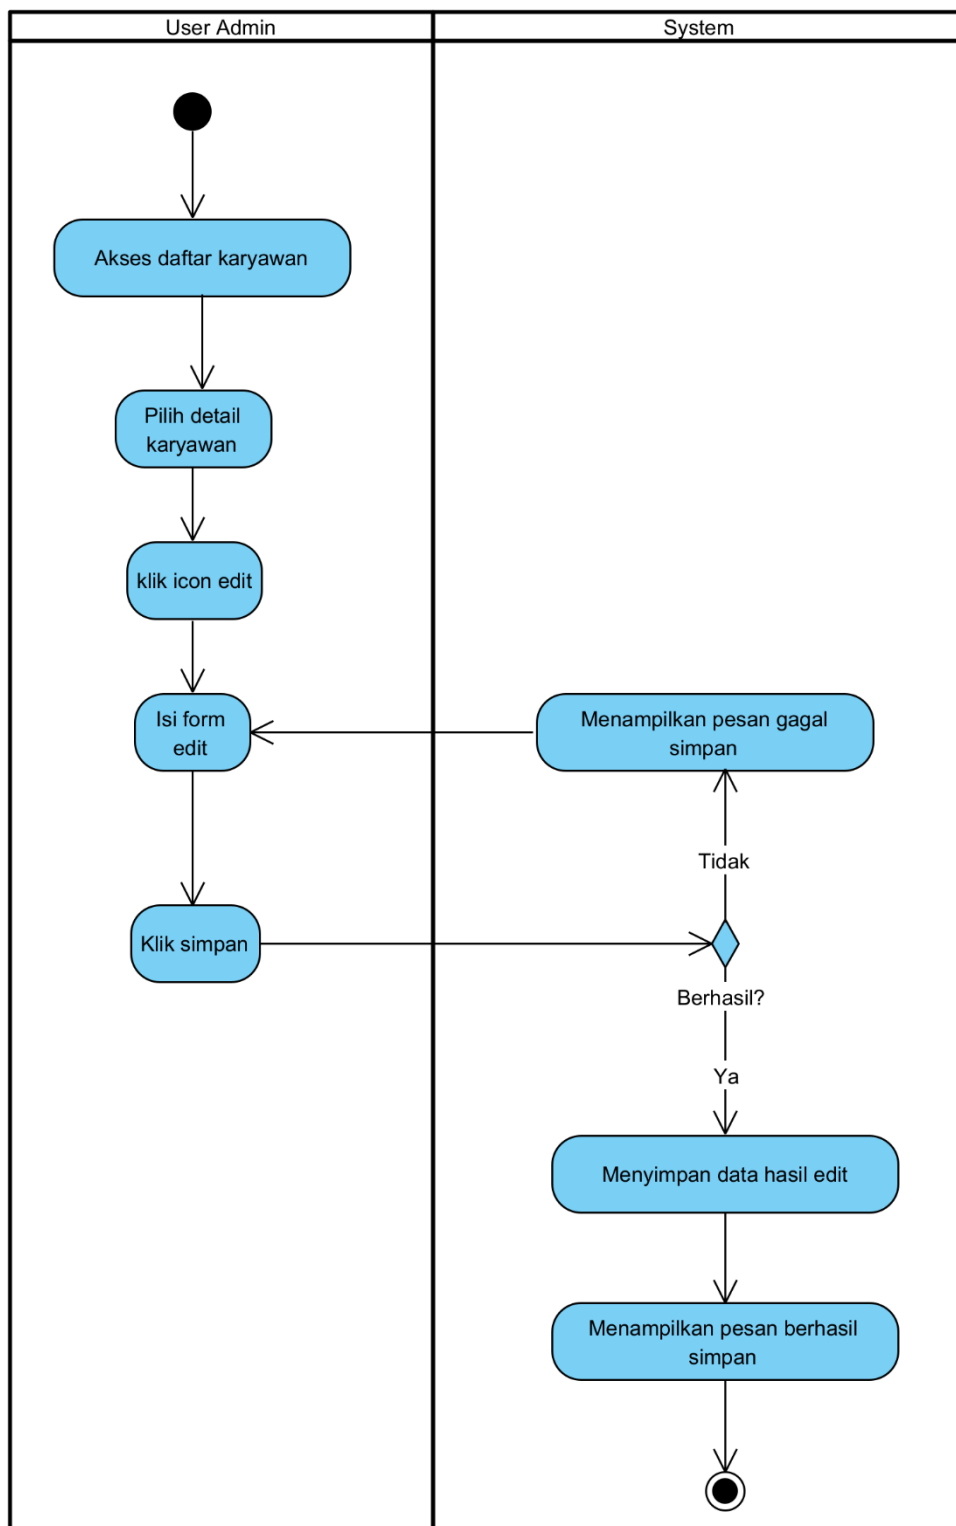 User Admin
System
Akses daftar karyawan
Pilih detail
karyawan
klik icon edit
Isi form
edit
Menampilkan pesan gagal
simpan
Tidak
Klik simpan
Berhasil?
Ya
Menyimpan data hasil edit
Menampilkan pesan berhasil
simpan